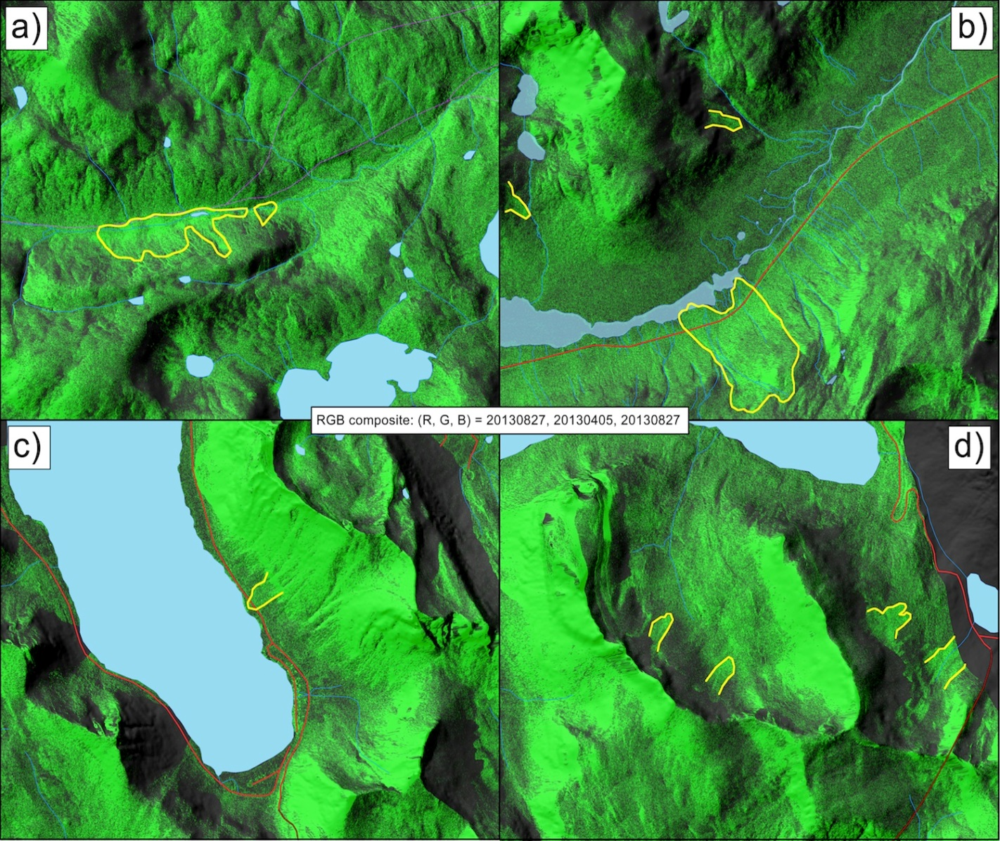 a)
b)
RGB composite: (R, G, B) = 20130827, 20130405, 20130827
c)
d)